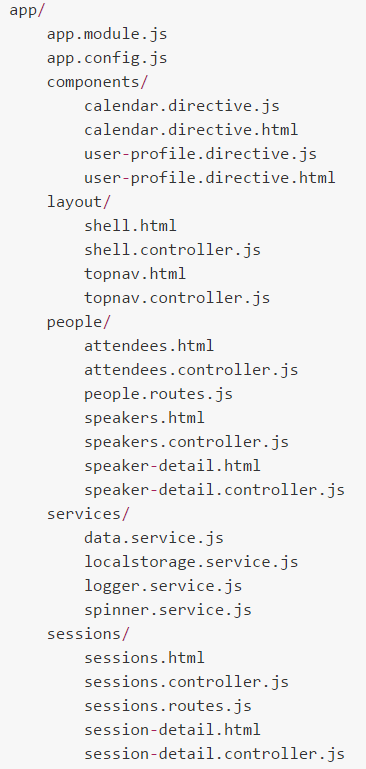 app/
    app.module.js
    app.config.js
    components/
        calendar.directive.js
        calendar.directive.html
        user-profile.directive.js
        user-profile.directive.html
    layout/
        shell.html
        shell.controller.js
        topnav.html
        topnav.controller.js
    people/
        attendees.html
        attendees.controller.js
        people.routes.js
        speakers.html
        speakers.controller.js
        speaker-detail.html
        speaker-detail.controller.js
    services/
        data.service.js
        localstorage.service.js
        logger.service.js
        spinner.service.js
    sessions/
        sessions.html
        sessions.controller.js
        sessions.routes.js
        session-detail.html
        session-detail.controller.js